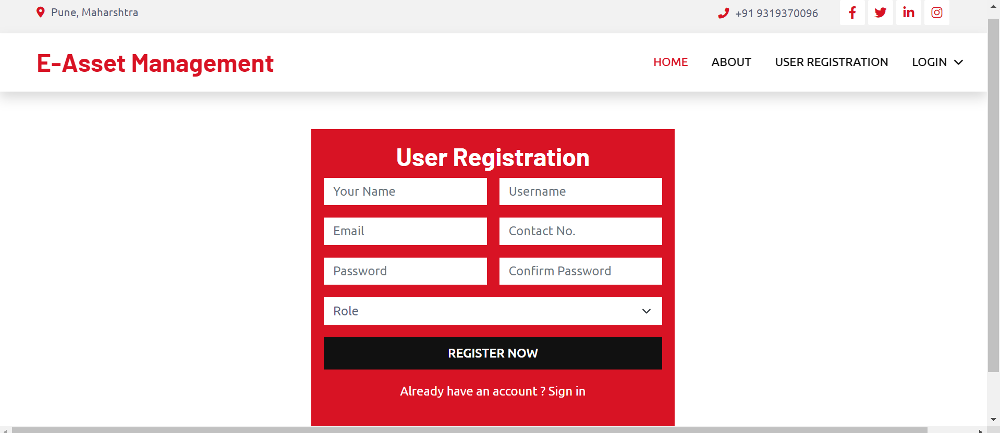 Pune, Maharshtra
+91 9319370096
E-Asset Management
HOME ABOUT USER REGISTRATION LOGIN
User Registration
Your Name Username
Email Contact No.
Password Confirm Password
Role
REGISTER NOW
Already have an account ? Sign in